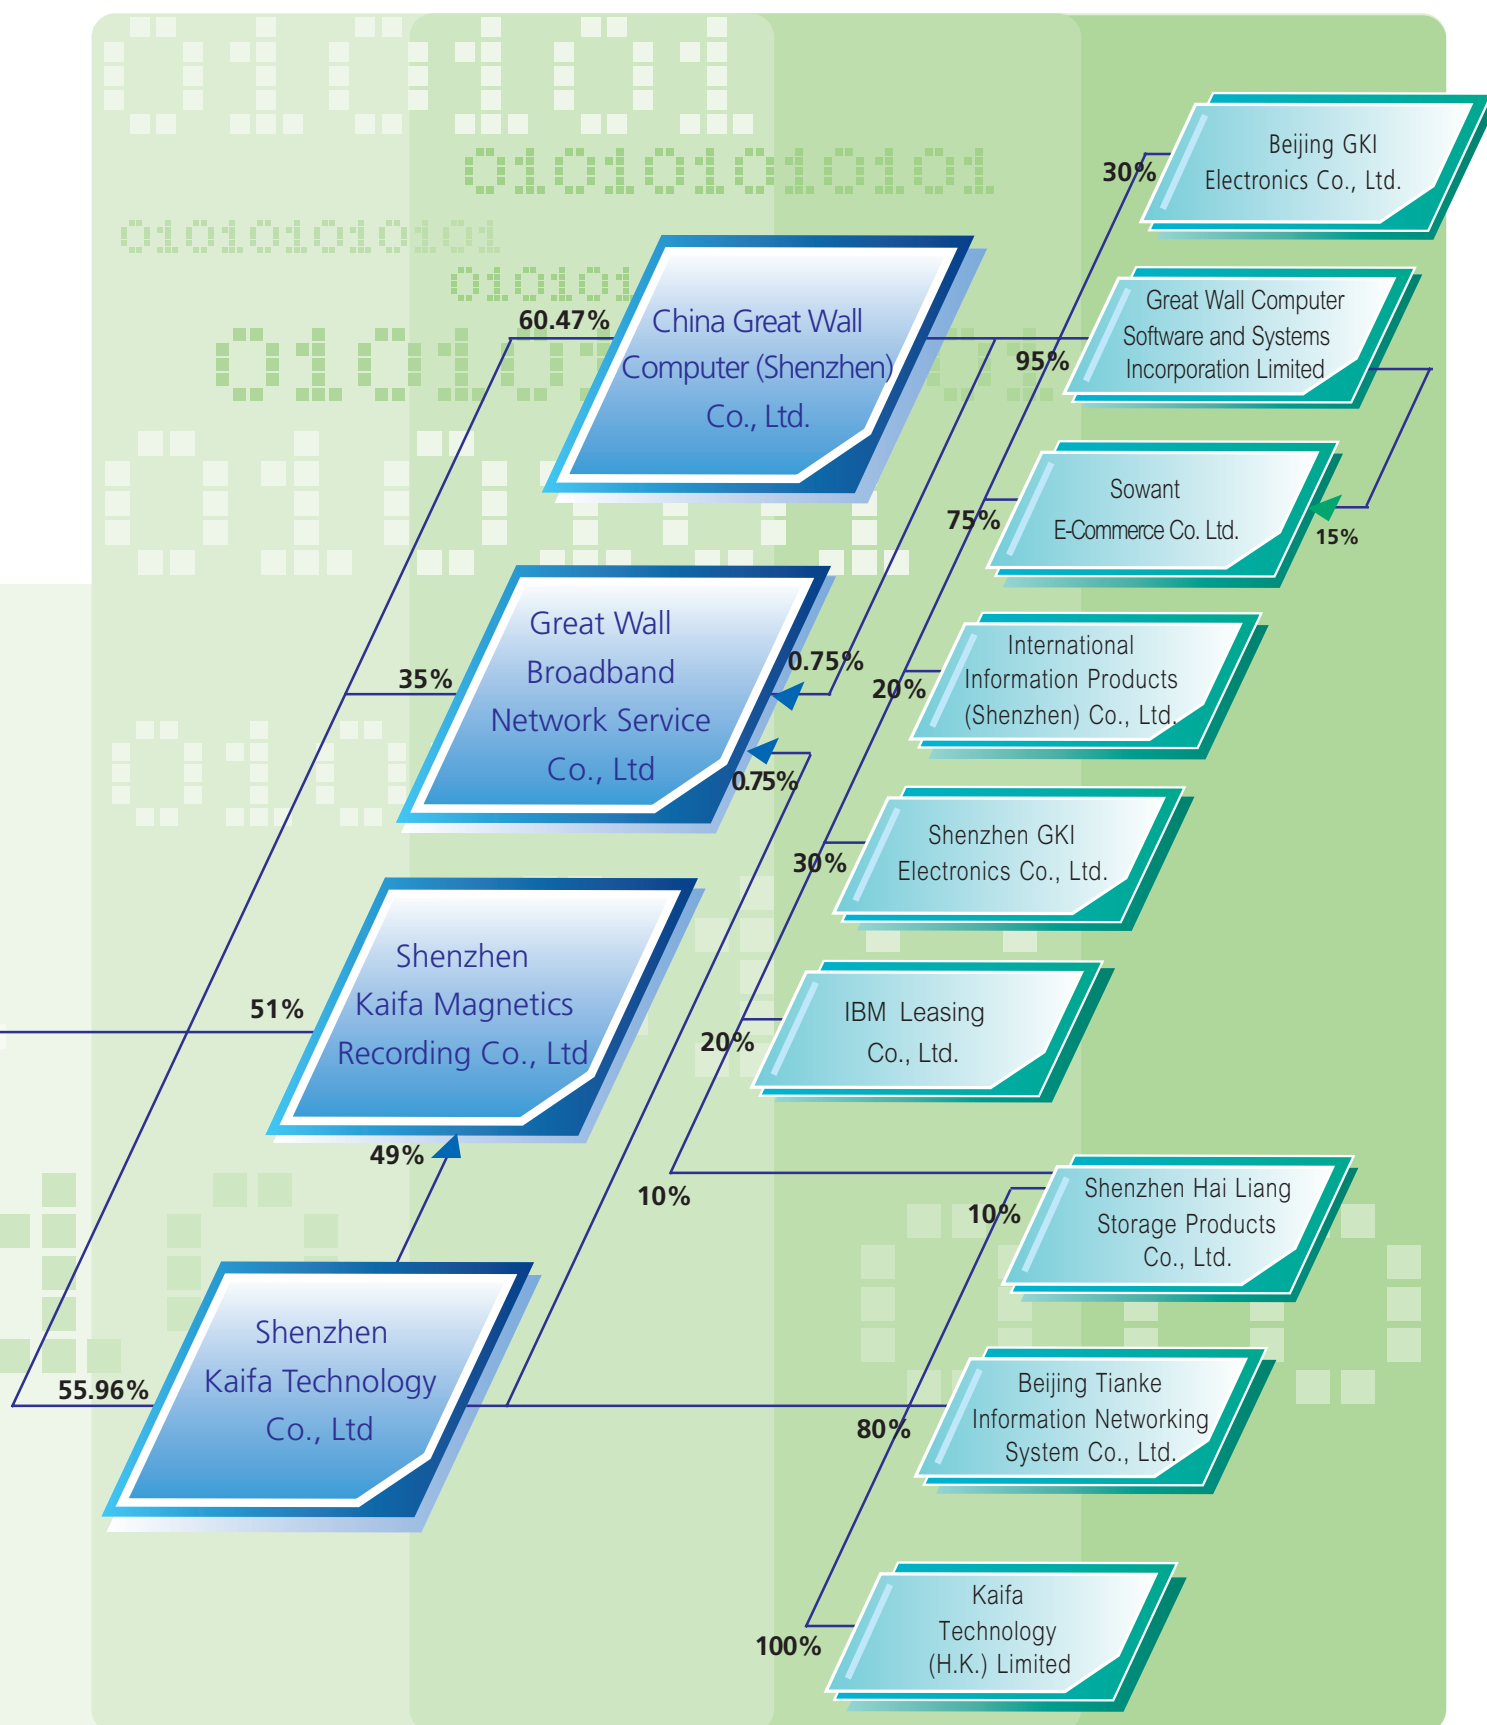 30%
Beijing GKI
Electronics Co., Ltd.
60.47%
China Great Wall
Computer (Shenzhen)
Co., Ltd.
95%
Great Wall Computer
Software and Systems
Incorporation Limited
75%
Sowant
E-Commerce Co. Ltd.
15%
35%
Great Wall
Broadband
Network Service
Co., Ltd
0.75%
0.75%
20%
International
Information Products
(Shenzhen) Co., Ltd.
30%
Shenzhen GKI
Electronics Co., Ltd.
51%
Shenzhen
Kaifa Magnetics
Recording Co., Ltd
49%
20%
IBM Leasing
Co., Ltd.
10%
10%
Shenzhen Hai Liang
Storage Products
Co., Ltd.
55.96%
Shenzhen
Kaifa Technology
Co., Ltd
80%
Beijing Tianke
Information Networking
System Co., Ltd.
100%
Kaifa
Technology
(H.K.) Limited